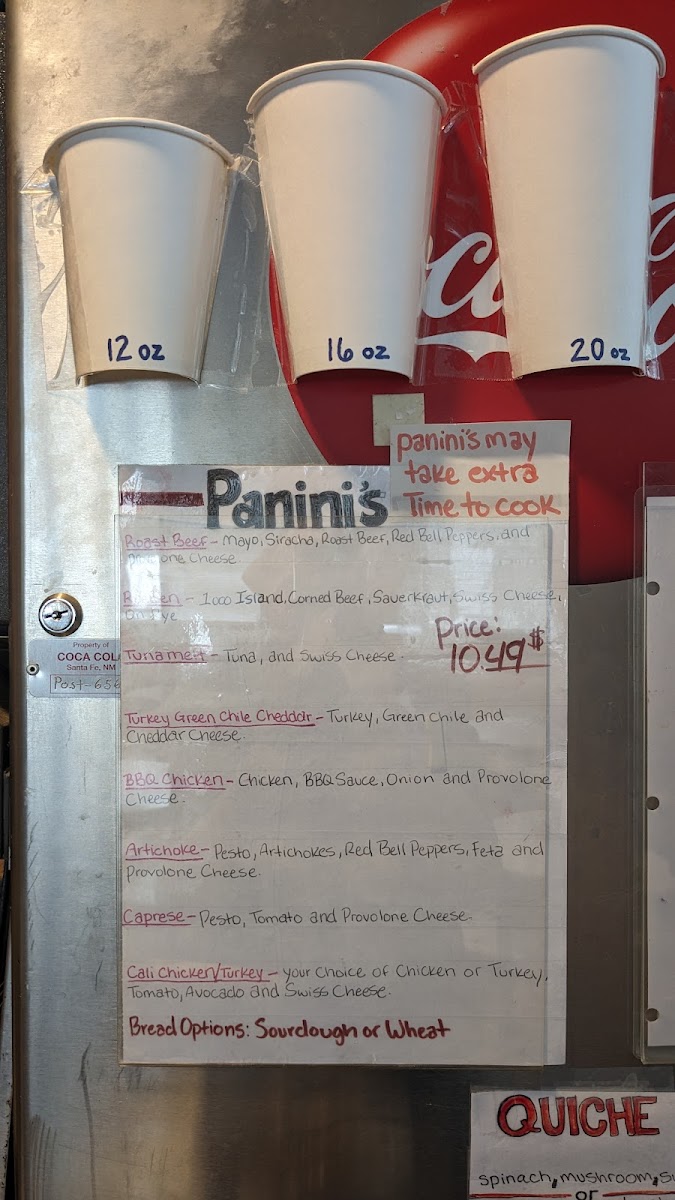 12 oz
16 oz
20 oz
panini's may
take extra
Time to cook
Panini's
Roast Beef - Mayo, Siracha, Roast Beef, Red Bell Peppers, and
Cheese.
- 1000 Island, Corned Beef, Sauerkraut, Swiss Cheese,
Price:
10.49$
Tuna melt - Tuna, and Swiss Cheese -
Turkey Green Chile Cheddar - Turkey, Green Chile and
Cheddar Cheese.
BBQ Chicken - Chicken, BBQ Sauce, Onion and Provolone
Cheese.
Artichoke - Pesto, Artichokes, Red Bell Peppers, Feta and
Provolone Cheese.
Caprese - Pesto, Tomato and Provolone Cheese.
Cali Chicken/Turkey - your choice of Chicken or Turkey,
Tomato, Avocado and Swiss Cheese.
Bread Options: Sourdough or Wheat
Property of
COCA COLA
Santa Fe, NM
Post-656
QUICHE
spinach, mushroom,
or